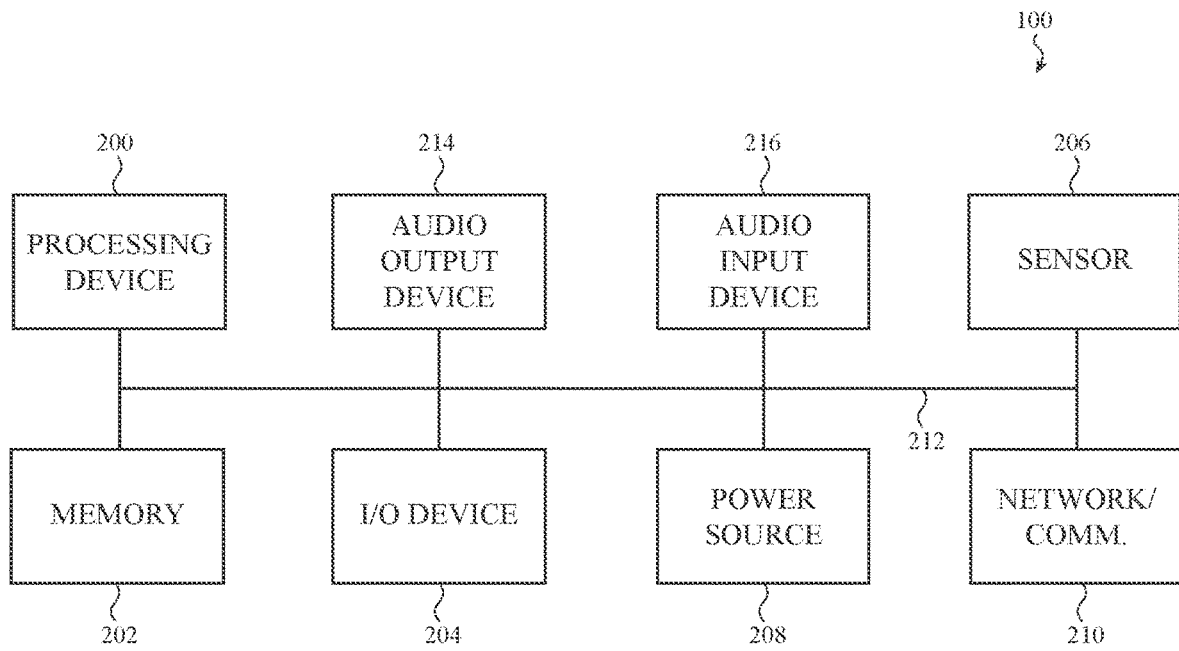 100
200
214
216
206
PROCESSING
DEVICE
AUDIO
OUTPUT
DEVICE
AUDIO
INPUT
DEVICE
SENSOR
212
MEMORY
I/O DEVICE
POWER
SOURCE
NETWORK/
COMM.
202
204
208
210